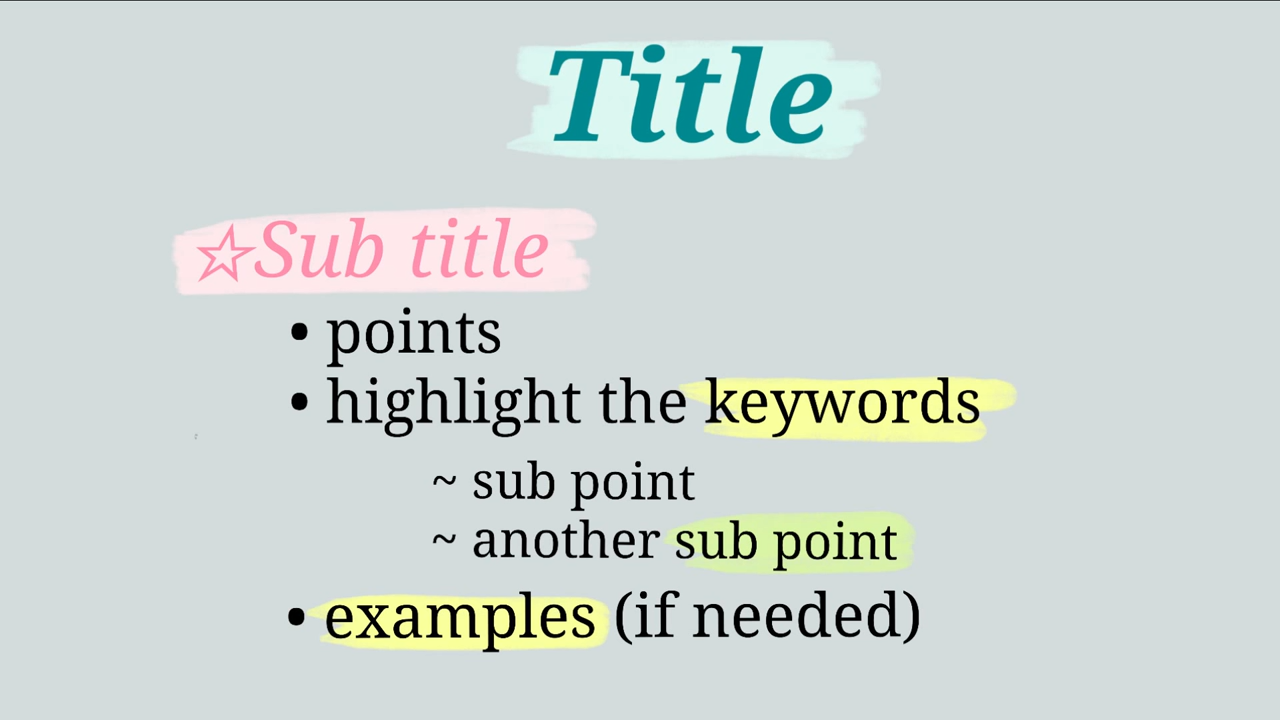 Title
☆Sub title
• points
• highlight the keywords
~ sub point
~ another sub point
• examples (if needed)